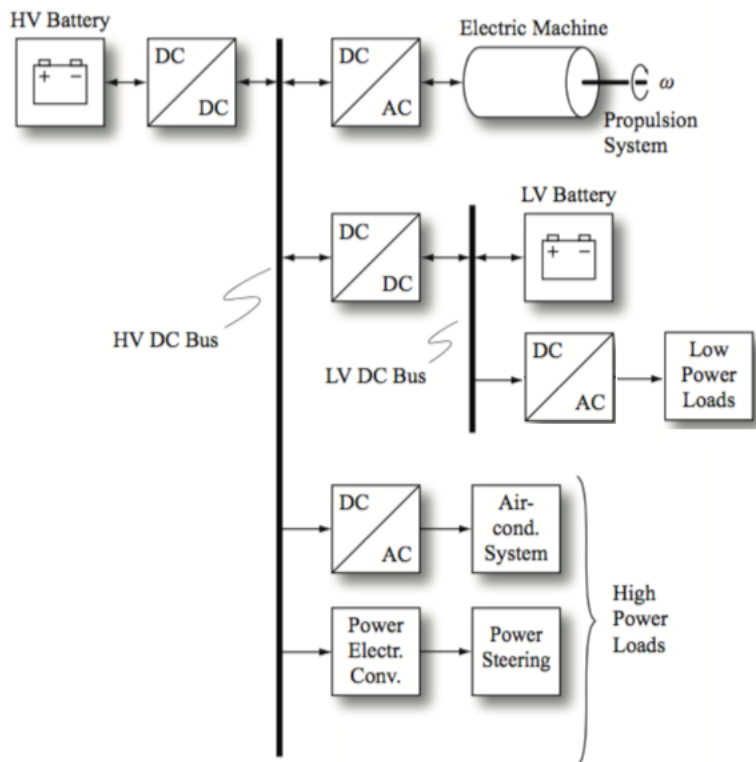 HV Battery
+ −
DC
DC
DC
AC
Electric Machine
ω
Propulsion
System
DC
DC
LV Battery
+ −
HV DC Bus
LV DC Bus
DC
AC
Low
Power
Loads
DC
AC
Air-
cond.
System
Power
Electr.
Conv.
Power
Steering
High
Power
Loads